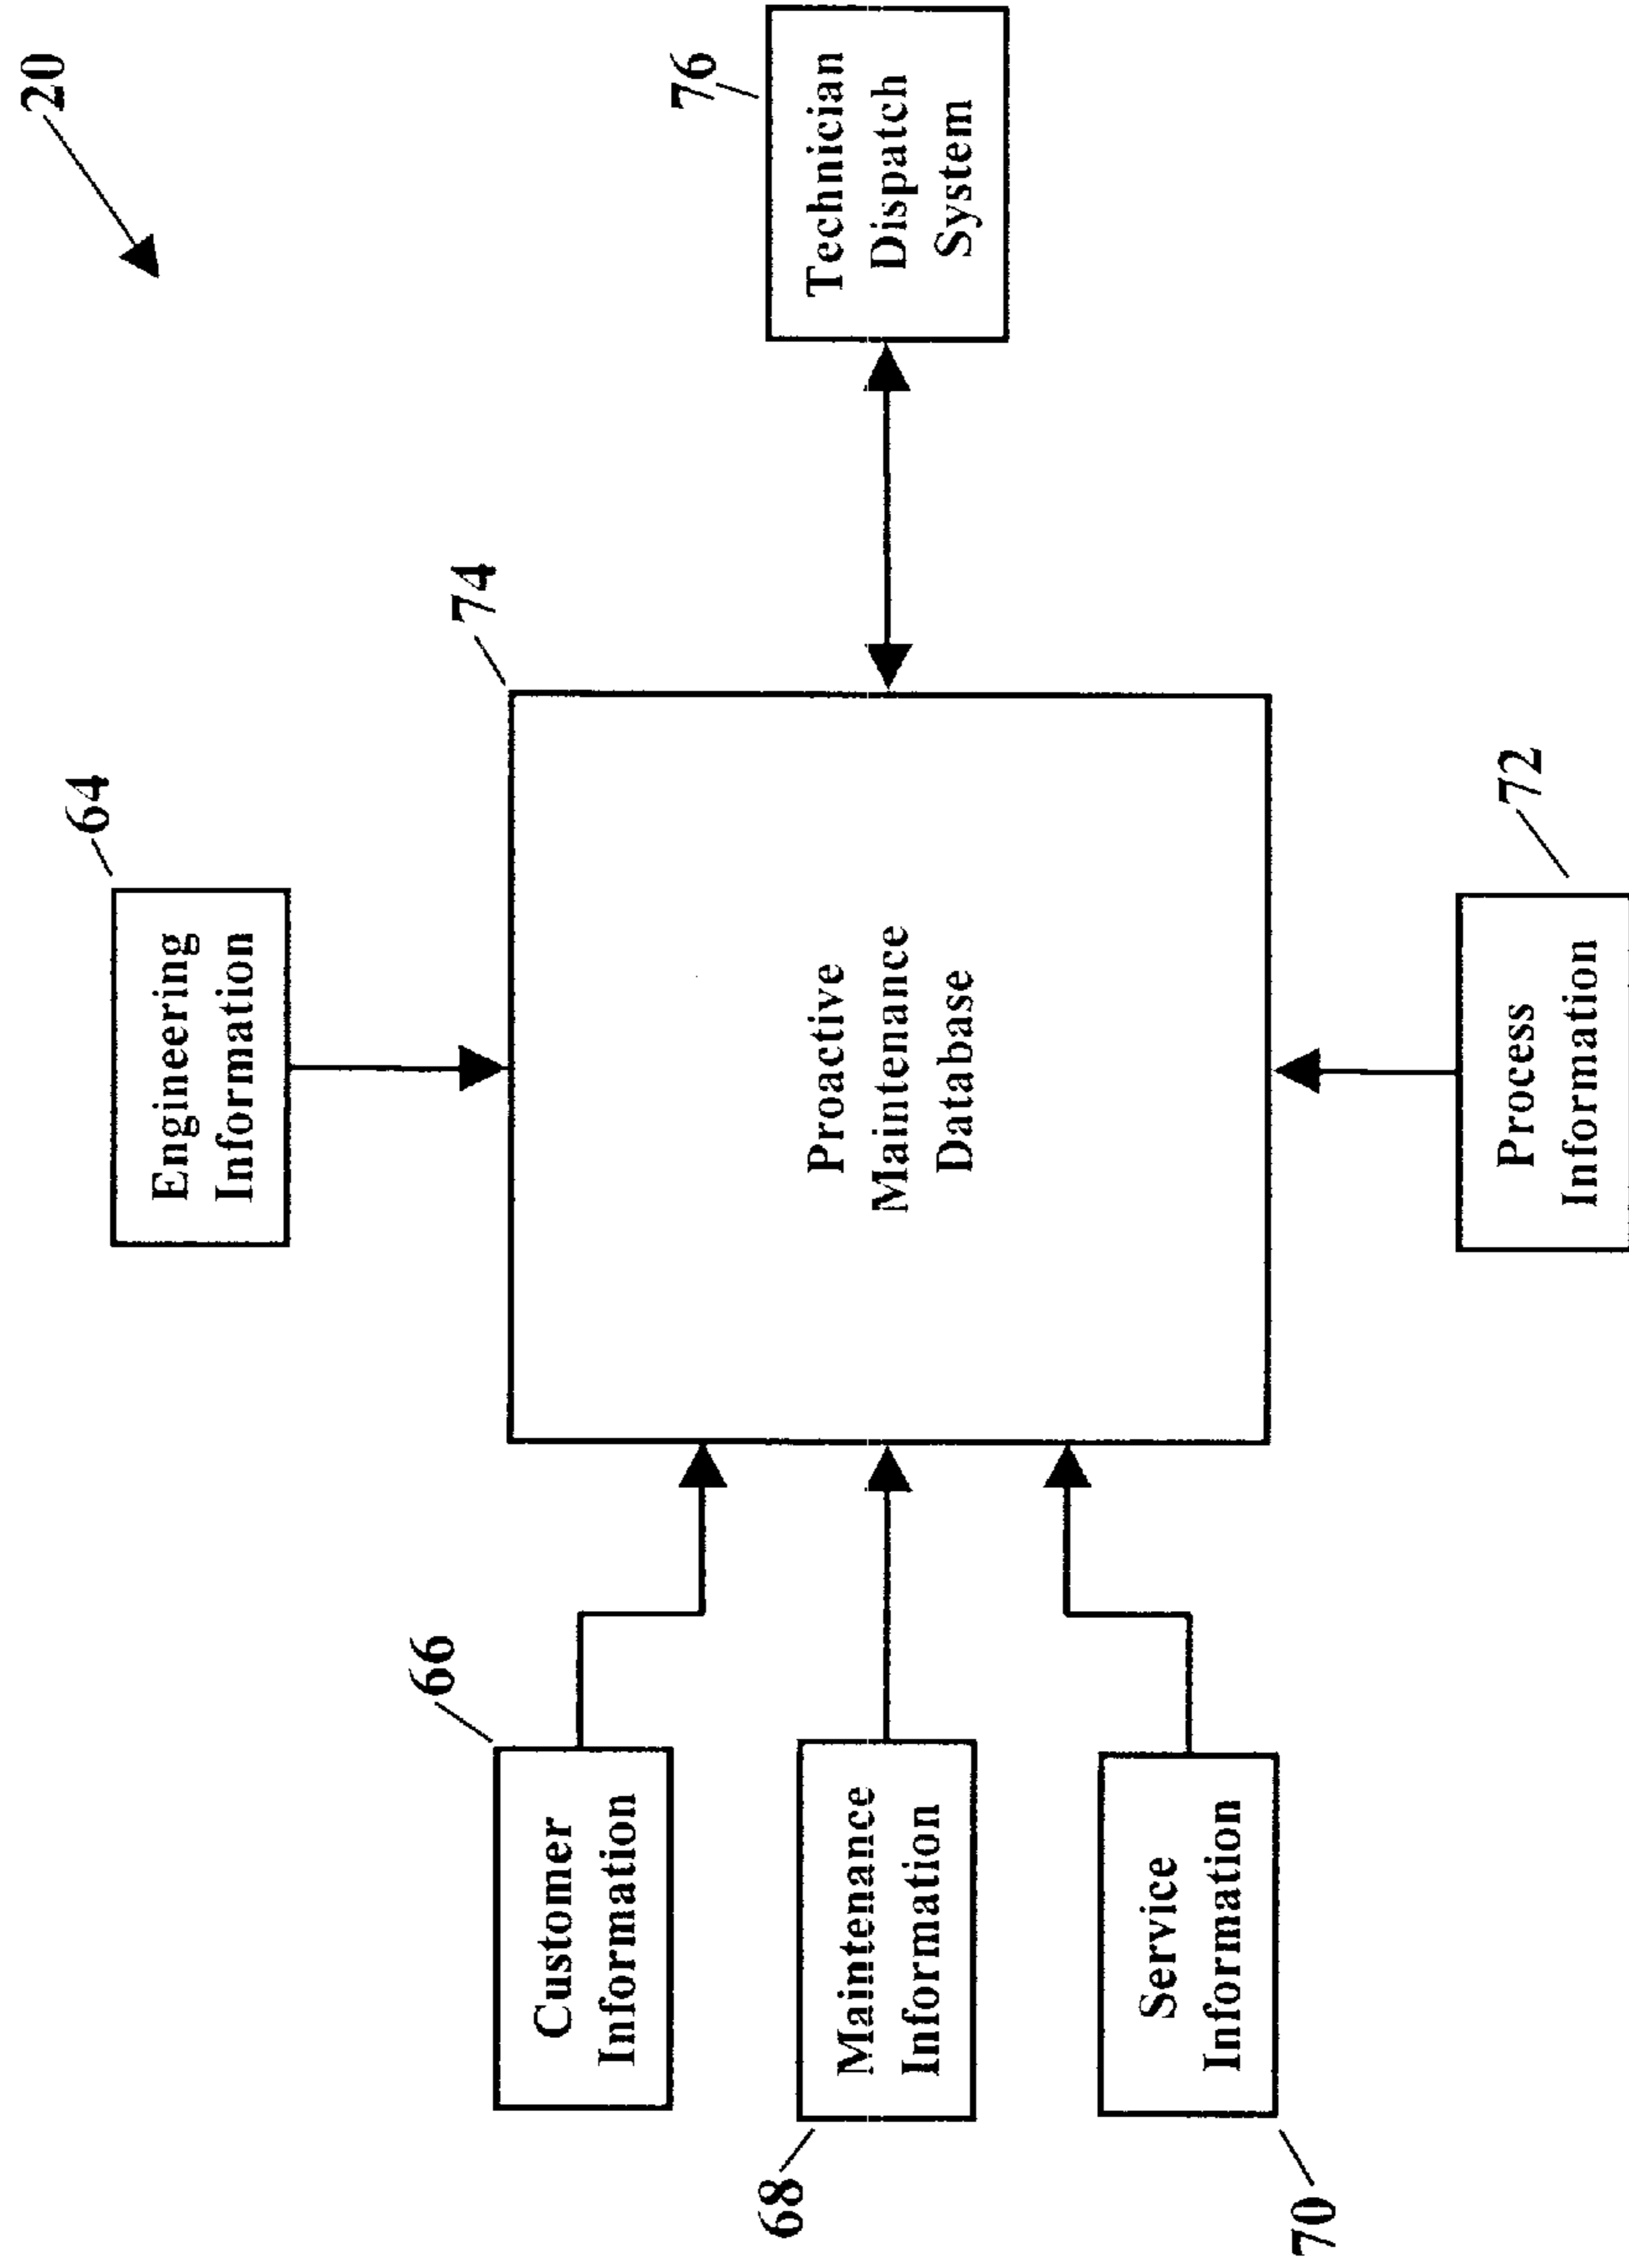 20
64
Engineering
Information
66
Customer
Information
74
Proactive
Maintenance
Database
76
Technician
Dispatch
System
68
Maintenance
Information
70
Service
Information
72
Process
Information